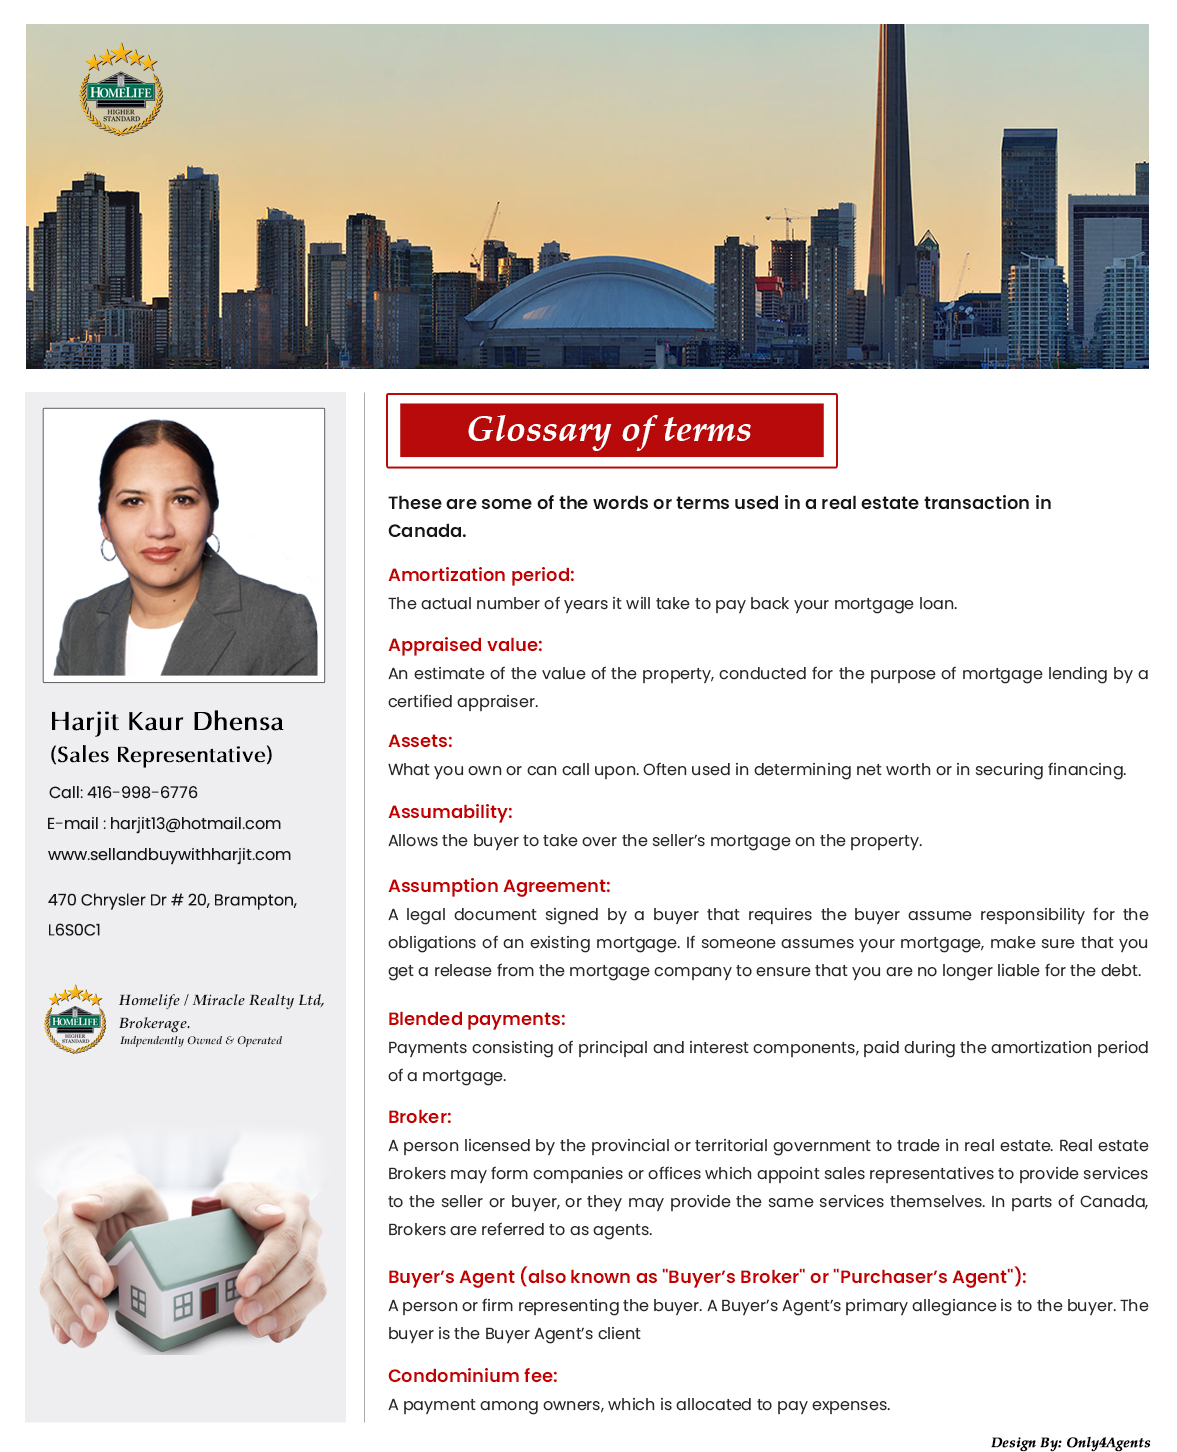 HOMELIFE
HIGHER
STANDARD
Harjit Kaur Dhensa
(Sales Representative)
Call: 416-998-6776
E-mail : harjit13@hotmail.com
www.sellandbuywithharjit.com
470 Chrysler Dr # 20, Brampton,
L6S0C1
HOMELIFE
HIGHER
STANDARD
Homelife / Miracle Realty Ltd,
Brokerage.
Indpendently Owned & Operated
Glossary of terms
These are some of the words or terms used in a real estate transaction in
Canada.
Amortization period:
The actual number of years it will take to pay back your mortgage loan.
Appraised value:
An estimate of the value of the property, conducted for the purpose of mortgage lending by a
certified appraiser.
Assets:
What you own or can call upon. Often used in determining net worth or in securing financing.
Assumability:
Allows the buyer to take over the seller’s mortgage on the property.
Assumption Agreement:
A legal document signed by a buyer that requires the buyer assume responsibility for the
obligations of an existing mortgage. If someone assumes your mortgage, make sure that you
get a release from the mortgage company to ensure that you are no longer liable for the debt.
Blended payments:
Payments consisting of principal and interest components, paid during the amortization period
of a mortgage.
Broker:
A person licensed by the provincial or territorial government to trade in real estate. Real estate
Brokers may form companies or offices which appoint sales representatives to provide services
to the seller or buyer, or they may provide the same services themselves. In parts of Canada,
Brokers are referred to as agents.
Buyer’s Agent (also known as "Buyer’s Broker" or "Purchaser’s Agent"):
A person or firm representing the buyer. A Buyer’s Agent’s primary allegiance is to the buyer. The
buyer is the Buyer Agent’s client
Condominium fee:
A payment among owners, which is allocated to pay expenses.
Design By: Only4Agents